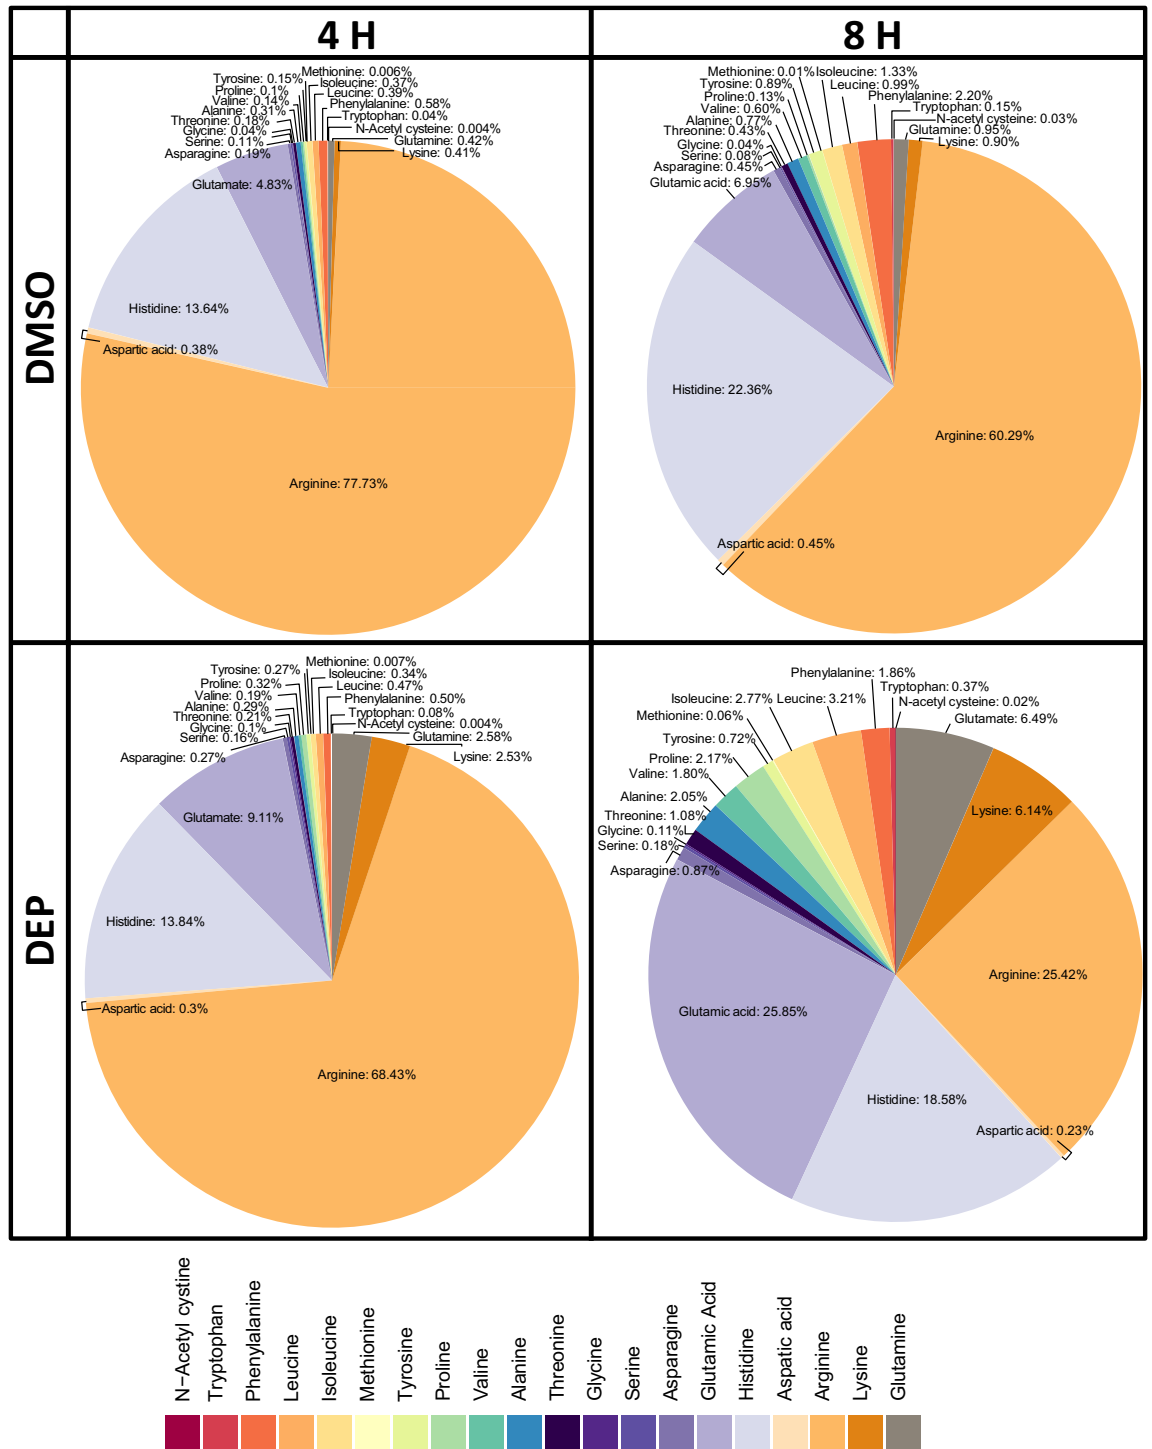 4 H
8 H
DMSO
Methionine: 0.006%
Tyrosine: 0.15%
Isoleucine: 0.37%
Proline: 0.1%
Leucine: 0.39%
Valine: 0.14%
Phenylalanine: 0.58%
Alanine: 0.31%
Tryptophan: 0.04%
Threonine: 0.18%
N-Acetyl cysteine: 0.004%
Glycine: 0.04%
Glutamine: 0.42%
Serine: 0.11%
Lysine: 0.41%
Asparagine: 0.19%
Glutamate: 4.83%
Histidine: 13.64%
Aspartic acid: 0.38%
Arginine: 77.73%
Methionine: 0.01%
Isoleucine: 1.33%
Tyrosine: 0.89%
Leucine: 0.99%
Proline:0.13%
Phenylalanine: 2.20%
Valine: 0.60%
Tryptophan: 0.15%
Alanine: 0.77%
N-acetyl cysteine: 0.03%
Threonine: 0.43%
Glutamine: 0.95%
Glycine: 0.04%
Lysine: 0.90%
Serine: 0.08%
Asparagine: 0.45%
Glutamic acid: 6.95%
Histidine: 22.36%
Arginine: 60.29%
Aspartic acid: 0.45%
DEP
Methionine: 0.007%
Tyrosine: 0.27%
Isoleucine: 0.34%
Proline: 0.32%
Leucine: 0.47%
Valine: 0.19%
Phenylalanine: 0.50%
Alanine: 0.29%
Tryptophan: 0.08%
Threonine: 0.21%
N-Acetyl cysteine: 0.004%
Glycine: 0.1%
Glutamine: 2.58%
Serine: 0.16%
Lysine: 2.53%
Asparagine: 0.27%
Glutamate: 9.11%
Histidine: 13.84%
Aspartic acid: 0.3%
Arginine: 68.43%
Phenylalanine: 1.86%
Tryptophan: 0.37%
Isoleucine: 2.77%
Leucine: 3.21%
N-acetyl cysteine: 0.02%
Methionine: 0.06%
Glutamate: 6.49%
Tyrosine: 0.72%
Proline: 2.17%
Valine: 1.80%
Alanine: 2.05%
Lysine: 6.14%
Threonine: 1.08%
Glycine: 0.11%
Serine: 0.18%
Asparagine: 0.87%
Arginine: 25.42%
Glutamic acid: 25.85%
Histidine: 18.58%
Aspartic acid: 0.23%
N−Acetyl cystine
Tryptophan
Phenylalanine
Leucine
Isoleucine
Methionine
Tyrosine
Proline
Valine
Alanine
Threonine
Glycine
Serine
Asparagine
Glutamic Acid
Histidine
Aspatic acid
Arginine
Lysine
Glutamine